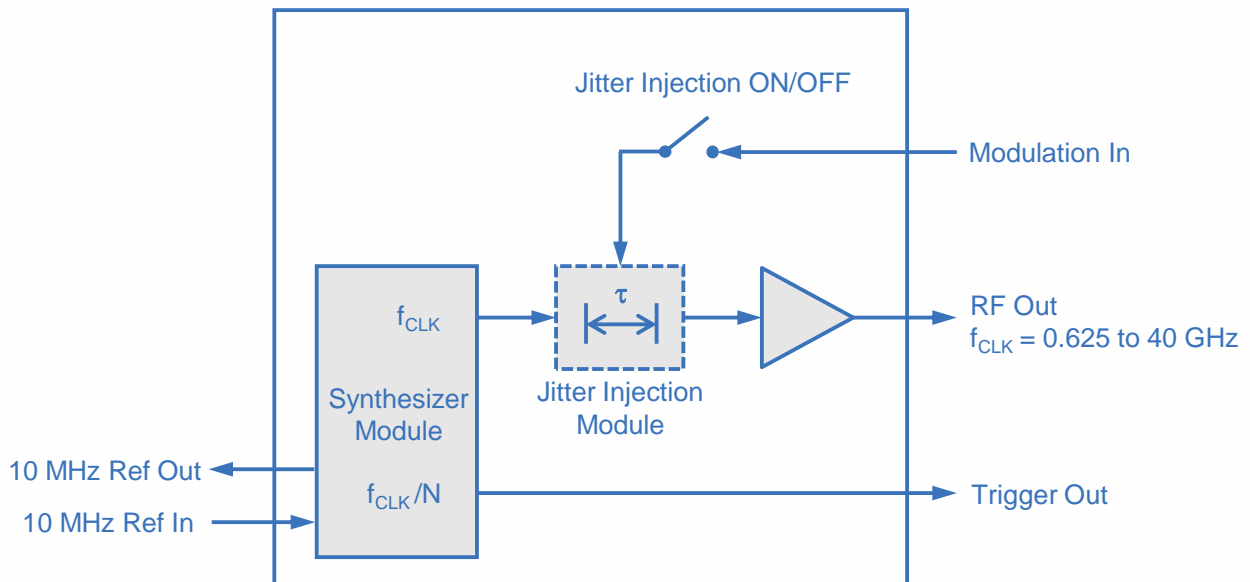 Jitter Injection ON/OFF
Modulation In
τ
f_CLK
RF Out
f_CLK = 0.625 to 40 GHz
Jitter Injection
Module
Synthesizer
Module
10 MHz Ref Out
f_CLK/N
Trigger Out
10 MHz Ref In